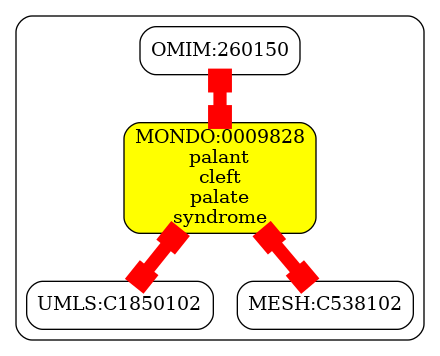 OMIM:260150
MONDO:0009828
palant
cleft
palate
syndrome
UMLS:C1850102
MESH:C538102